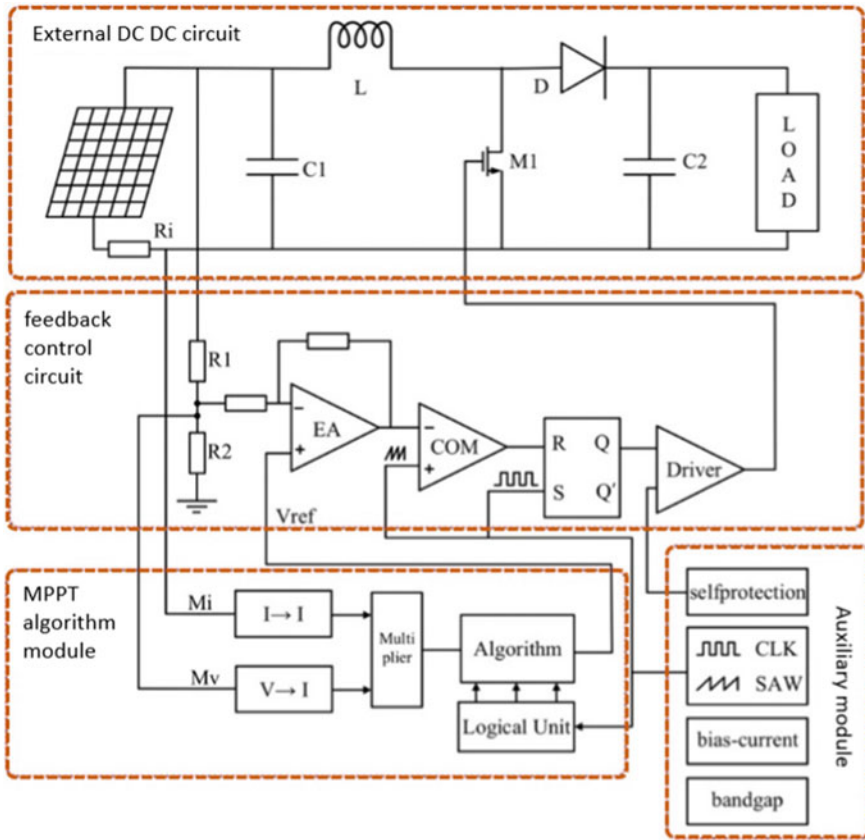 External DC DC circuit
L
D
M1
C1
C2
L
O
A
D
Ri
feedback
control
circuit
R1
R2
EA
−
+
COM
−
+
R Q
S Q'
Driver
Vref
MPPT
algorithm
module
Mi
I→I
Mv
V→I
Multi
plier
Algorithm
Logical Unit
selfprotection
CLK
SAW
bias-current
bandgap
Auxiliary module